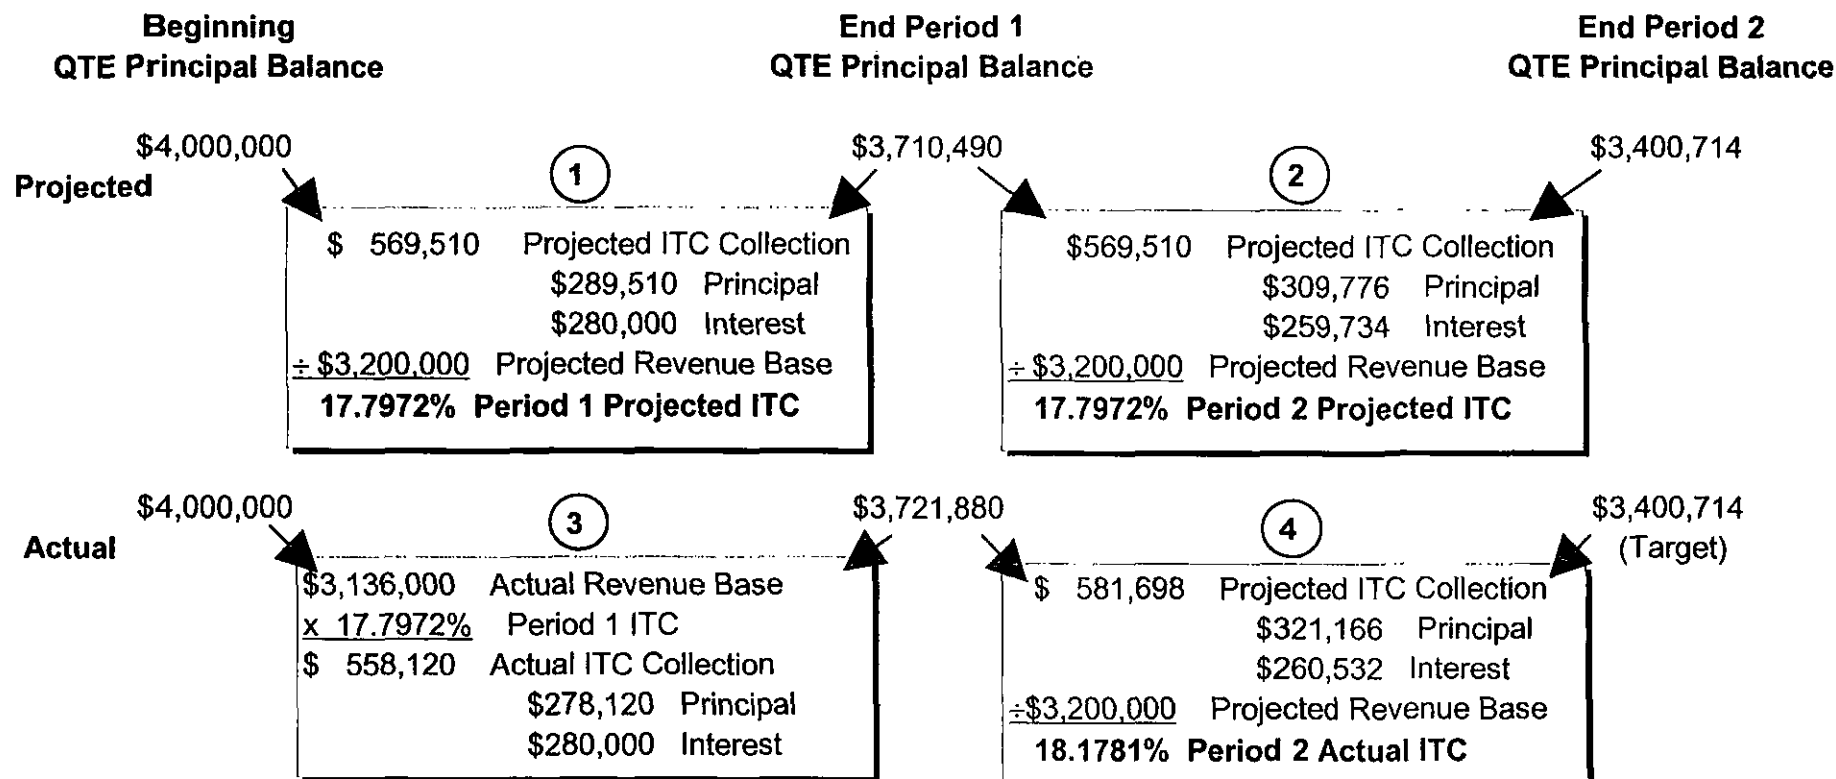 Beginning
QTE Principal Balance
End Period 1
QTE Principal Balance
End Period 2
QTE Principal Balance
Projected
$4,000,000
$3,710,490
$3,400,714
1
$ 569,510 Projected ITC Collection
$289,510 Principal
$280,000 Interest
÷ $3,200,000 Projected Revenue Base
17.7972% Period 1 Projected ITC
2
$569,510 Projected ITC Collection
$309,776 Principal
$259,734 Interest
÷ $3,200,000 Projected Revenue Base
17.7972% Period 2 Projected ITC
Actual
$4,000,000
$3,721,880
$3,400,714
(Target)
3
$3,136,000 Actual Revenue Base
x 17.7972% Period 1 ITC
$ 558,120 Actual ITC Collection
$278,120 Principal
$280,000 Interest
4
$ 581,698 Projected ITC Collection
$321,166 Principal
$260,532 Interest
÷$3,200,000 Projected Revenue Base
18.1781% Period 2 Actual ITC